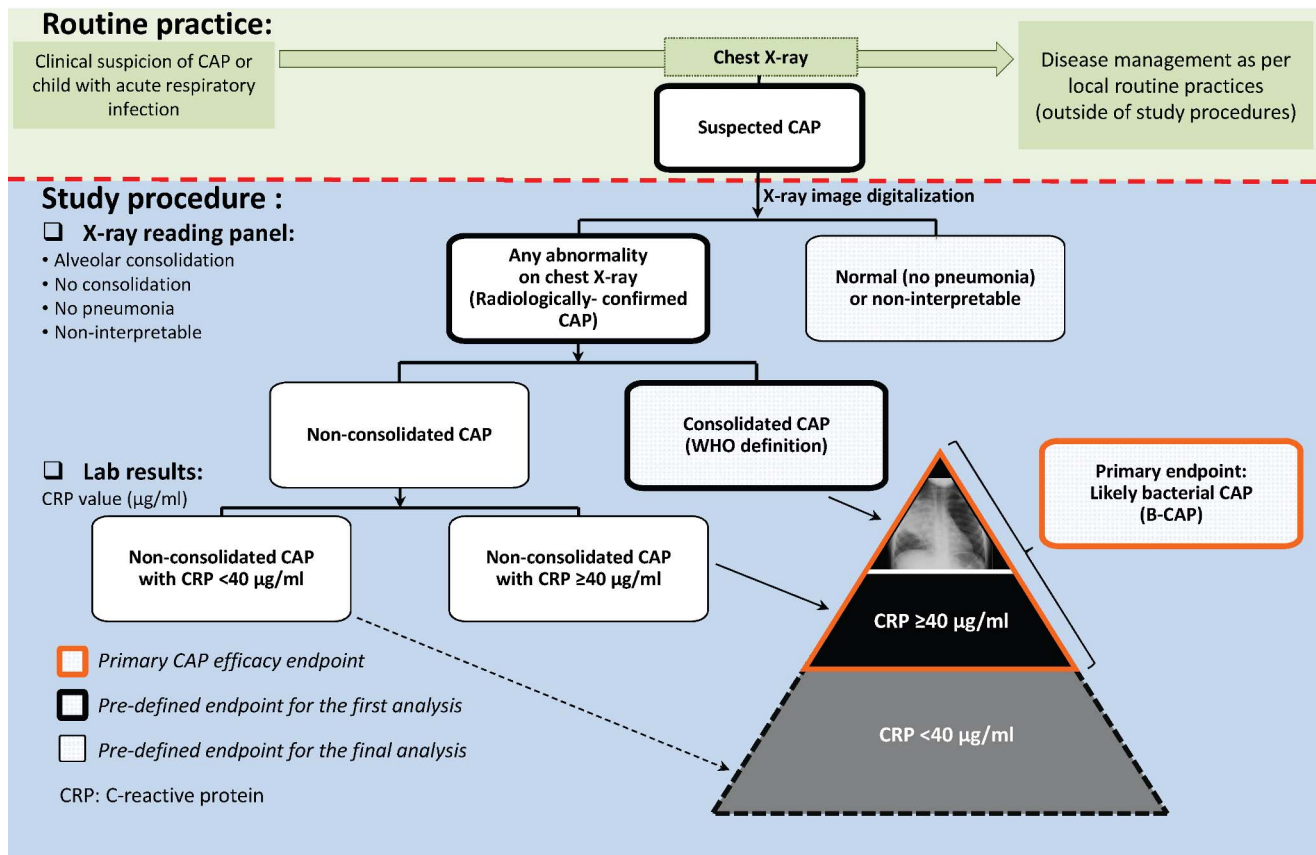 Routine practice:
Clinical suspicion of CAP or
child with acute respiratory
infection
Chest X-ray
Disease management as per
local routine practices
(outside of study procedures)
Suspected CAP
Study procedure :
X-ray image digitalization
❑ X-ray reading panel:
• Alveolar consolidation
• No consolidation
• No pneumonia
• Non-interpretable
Any abnormality
on chest X-ray
(Radiologically- confirmed
CAP)
Normal (no pneumonia)
or non-interpretable
Non-consolidated CAP
Consolidated CAP
(WHO definition)
Primary endpoint:
Likely bacterial CAP
(B-CAP)
❑ Lab results:
CRP value (µg/ml)
Non-consolidated CAP
with CRP <40 µg/ml
Non-consolidated CAP
with CRP ≥40 µg/ml
CRP ≥40 µg/ml
CRP <40 µg/ml
Primary CAP efficacy endpoint
Pre-defined endpoint for the first analysis
Pre-defined endpoint for the final analysis
CRP: C-reactive protein